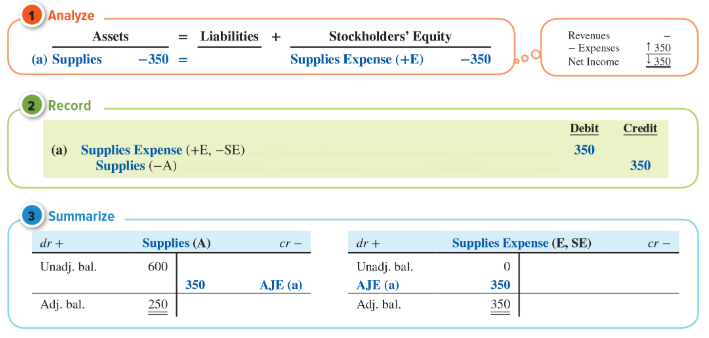 1 Analyze
Assets = Liabilities + Stockholders' Equity
(a) Supplies −350 = Supplies Expense (+E) −350
Revenues −
− Expenses ↑ 350
Net Income ↓ 350
2 Record
Debit Credit
(a) Supplies Expense (+E, −SE) 350
Supplies (−A) 350
3 Summarize
dr + Supplies (A) cr −
Unadj. bal. 600
350 AJE (a)
Adj. bal. 250
dr + Supplies Expense (E, SE) cr −
Unadj. bal. 0
AJE (a) 350
Adj. bal. 350